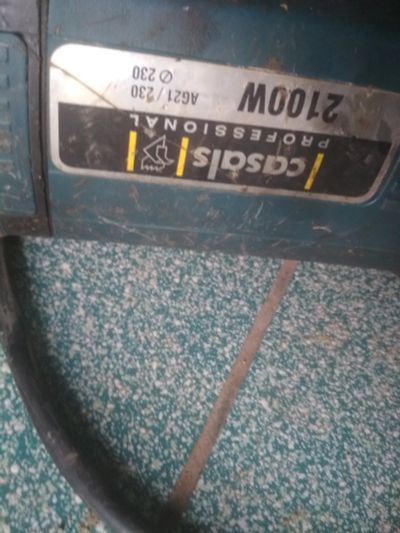 casals
PROFESSIONAL
2100W
AG21 / 230
Ø 230